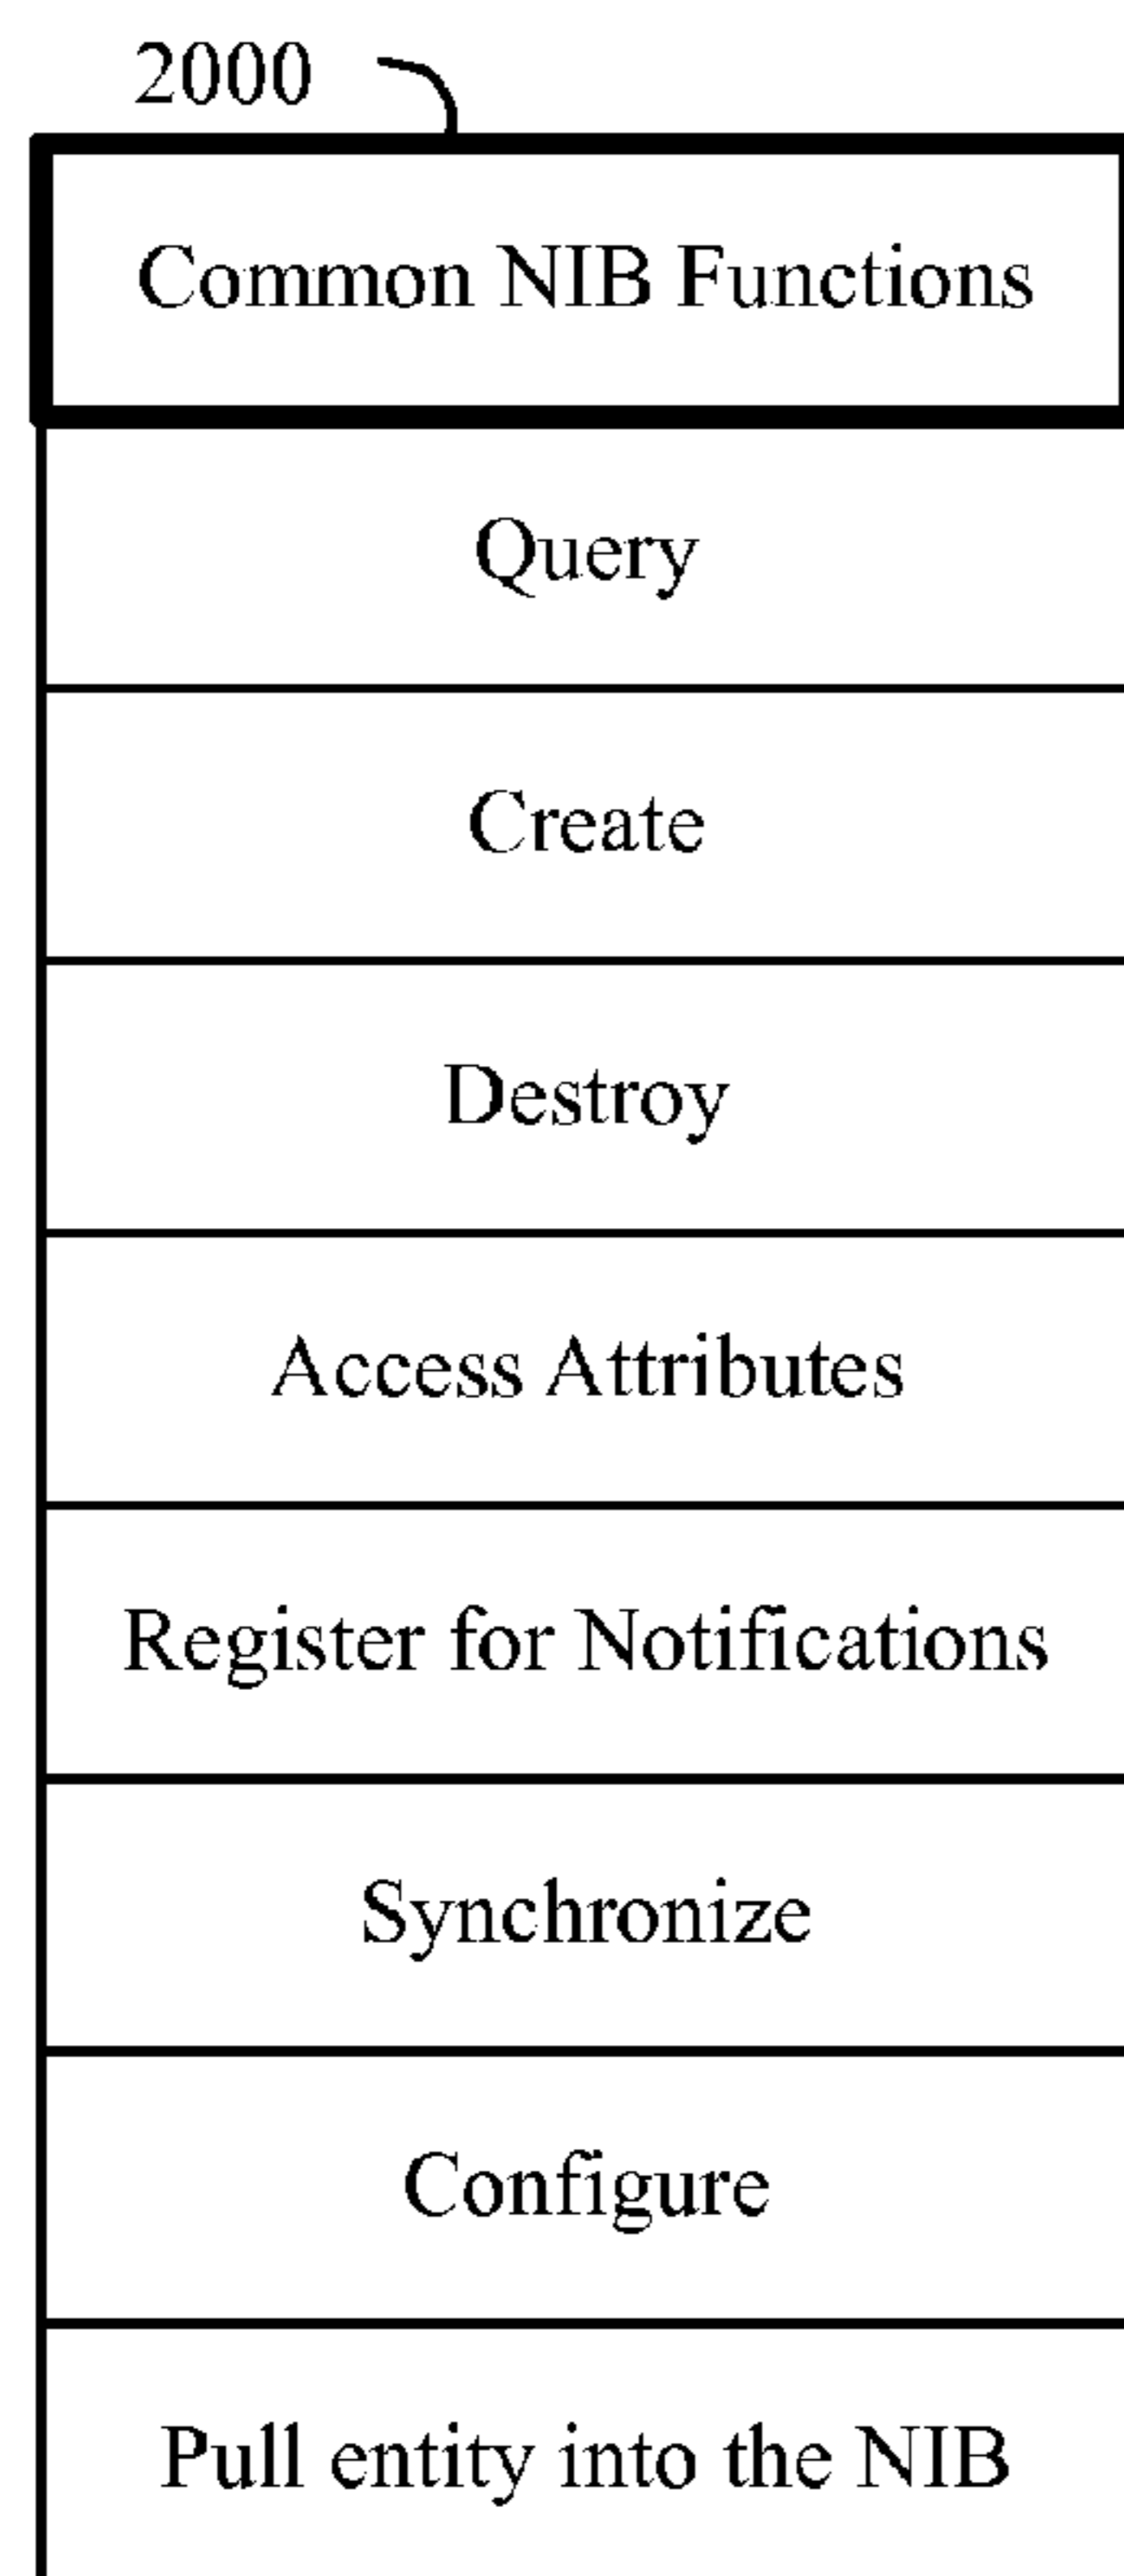 2000
Common NIB Functions
Query
Create
Destroy
Access Attributes
Register for Notifications
Synchronize
Configure
Pull entity into the NIB